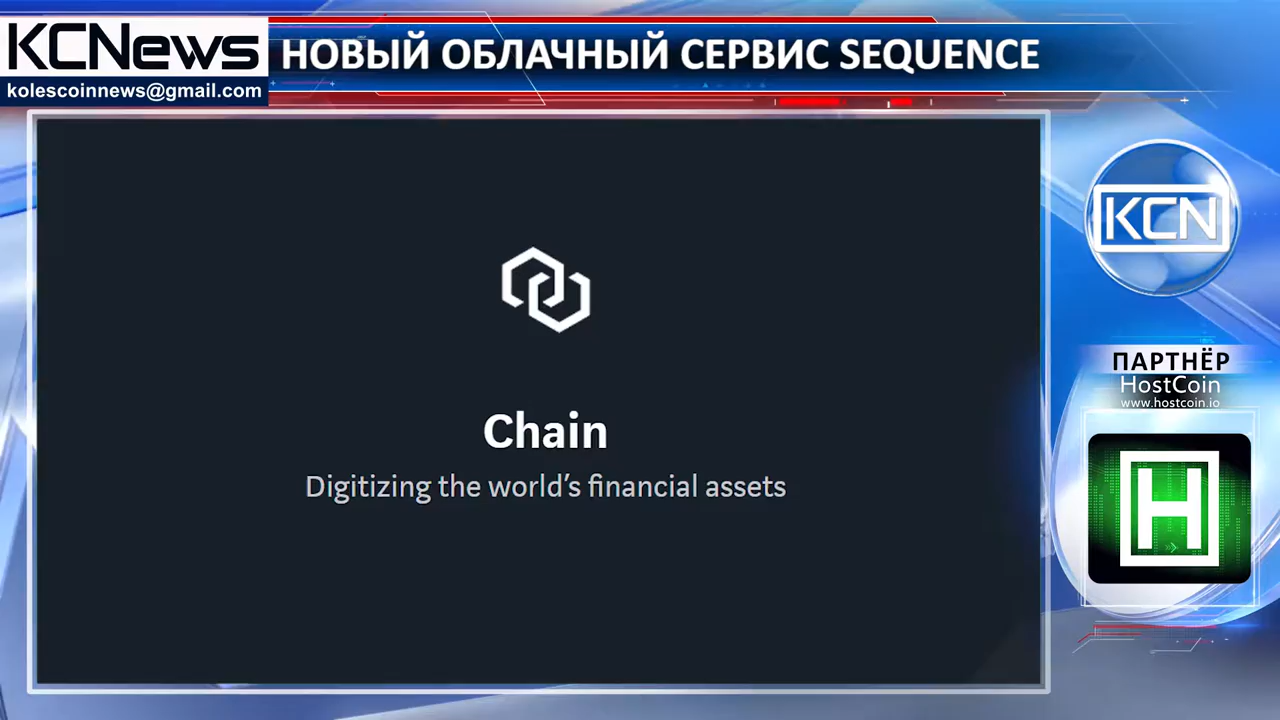 KCNews
kolescoinnews@gmail.com
НОВЫЙ ОБЛАЧНЫЙ СЕРВИС SEQUENCE
Chain
Digitizing the world's financial assets
KCN
ПАРТНЁР
HostCoin
www.hostcoin.io
H